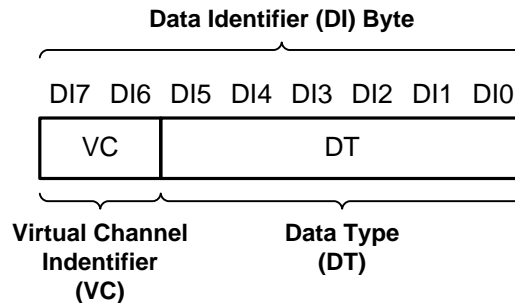 Data Identifier (DI) Byte
DI7 DI6 DI5 DI4 DI3 DI2 DI1 DI0
VC DT
Virtual Channel
Indentifier
(VC)
Data Type
(DT)